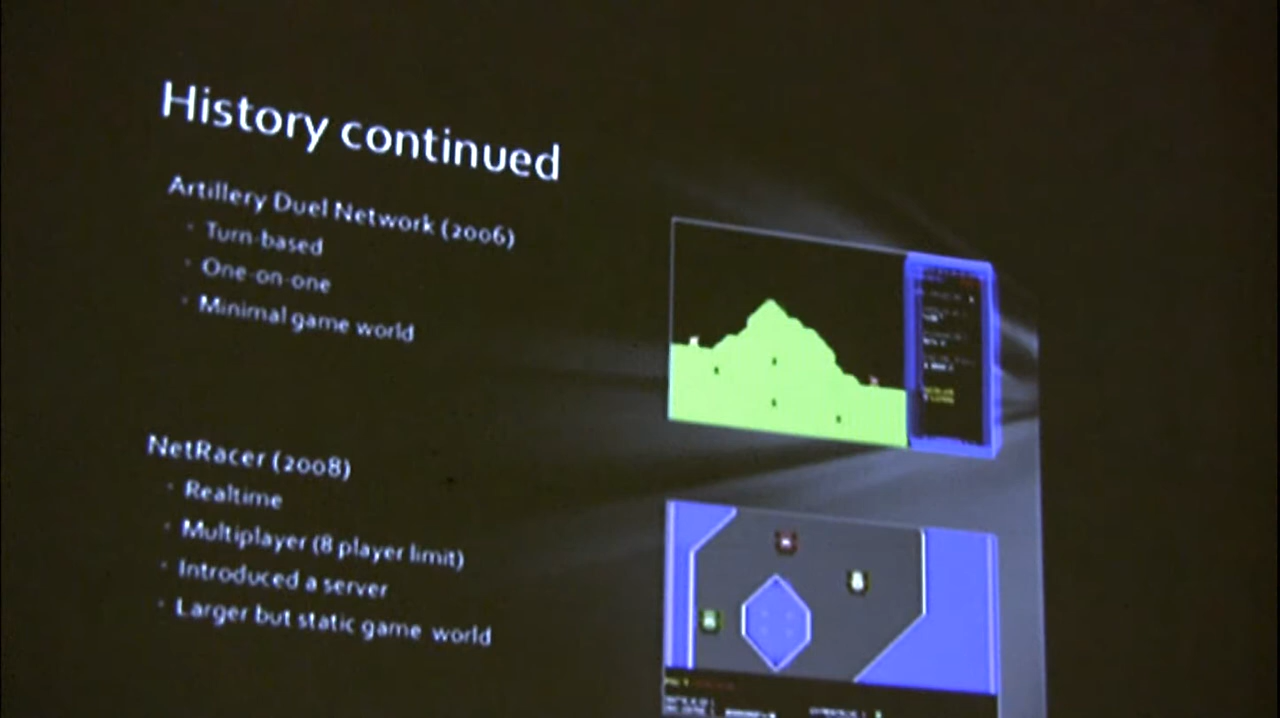 History continued
Artillery Duel Network (2006)
Turn-based
One-on-one
Minimal game world
NetRacer (2008)
Realtime
Multiplayer (8 player limit)
Introduced a server
Larger but static game world